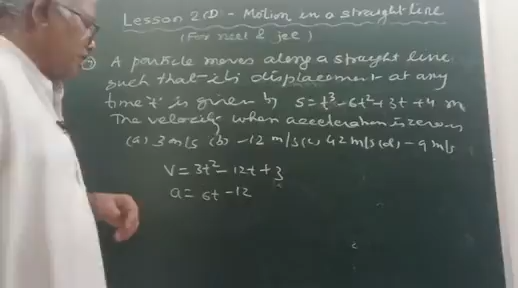 Lesson 2(D) - Motion in a straight line
(For neet & jee)
A particle moves along a straight line
such that its displacement at any
time 't' is given by s = t³ - 6t² + 3t + 4 m
The velocity when acceleration is zero is
(a) 3 m/s (b) -12 m/s (c) 42 m/s (d) -9 m/s
V = 3t² - 12t + 3
a = 6t - 12